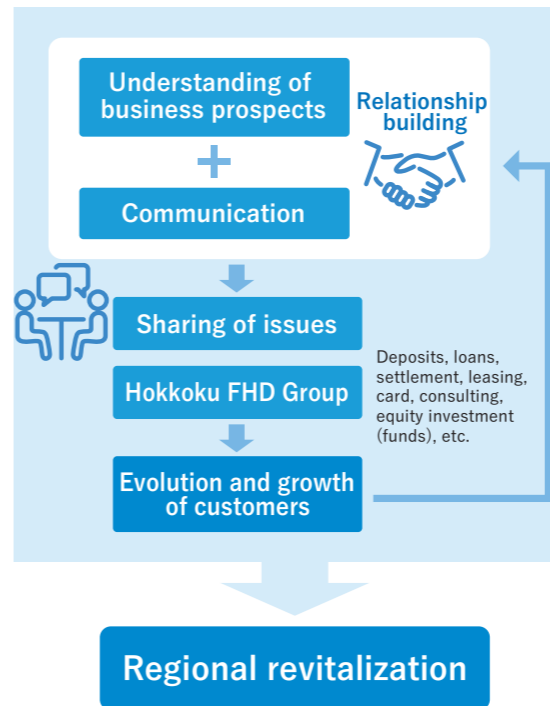 Understanding of
business prospects
Relationship
building
+
Communication
Sharing of issues
Hokkoku FHD Group
Deposits, loans,
settlement, leasing,
card, consulting,
equity investment
(funds), etc.
Evolution and growth
of customers
Regional revitalization